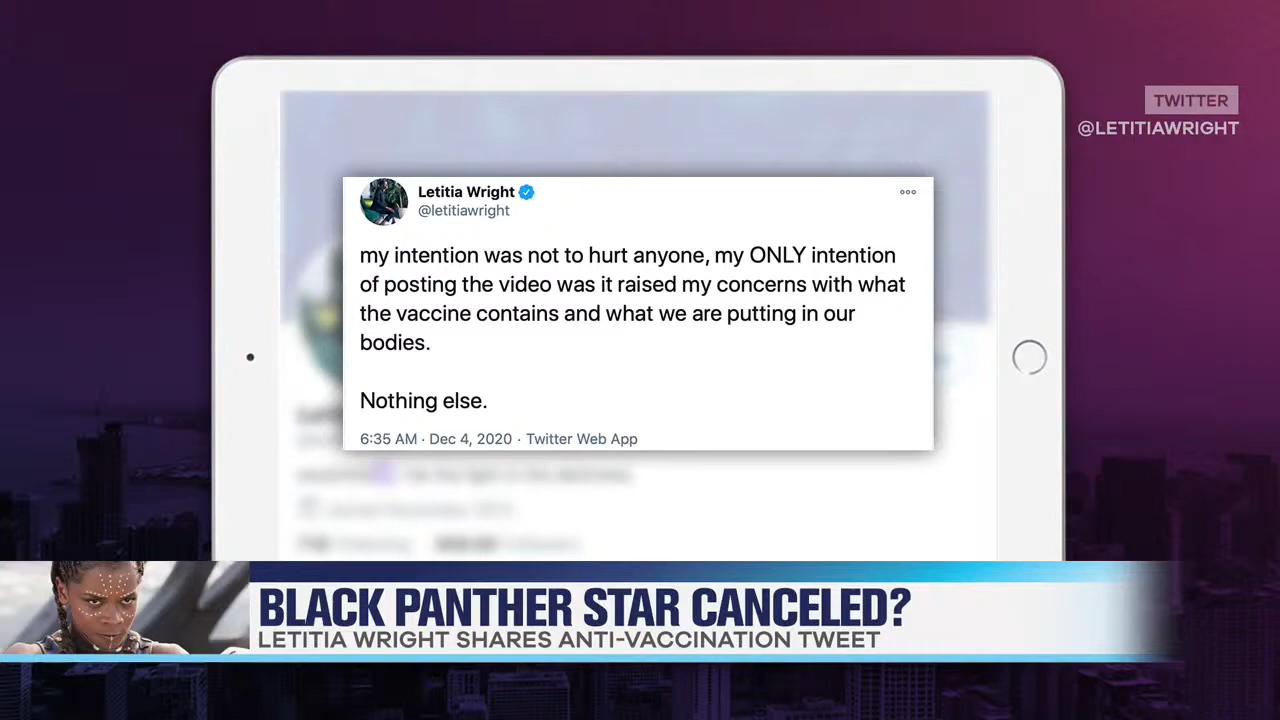 TWITTER
@LETITIAWRIGHT
Letitia Wright
@letitiawright
my intention was not to hurt anyone, my ONLY intention
of posting the video was it raised my concerns with what
the vaccine contains and what we are putting in our
bodies.
Nothing else.
6:35 AM · Dec 4, 2020 · Twitter Web App
BLACK PANTHER STAR CANCELED?
LETITIA WRIGHT SHARES ANTI-VACCINATION TWEET